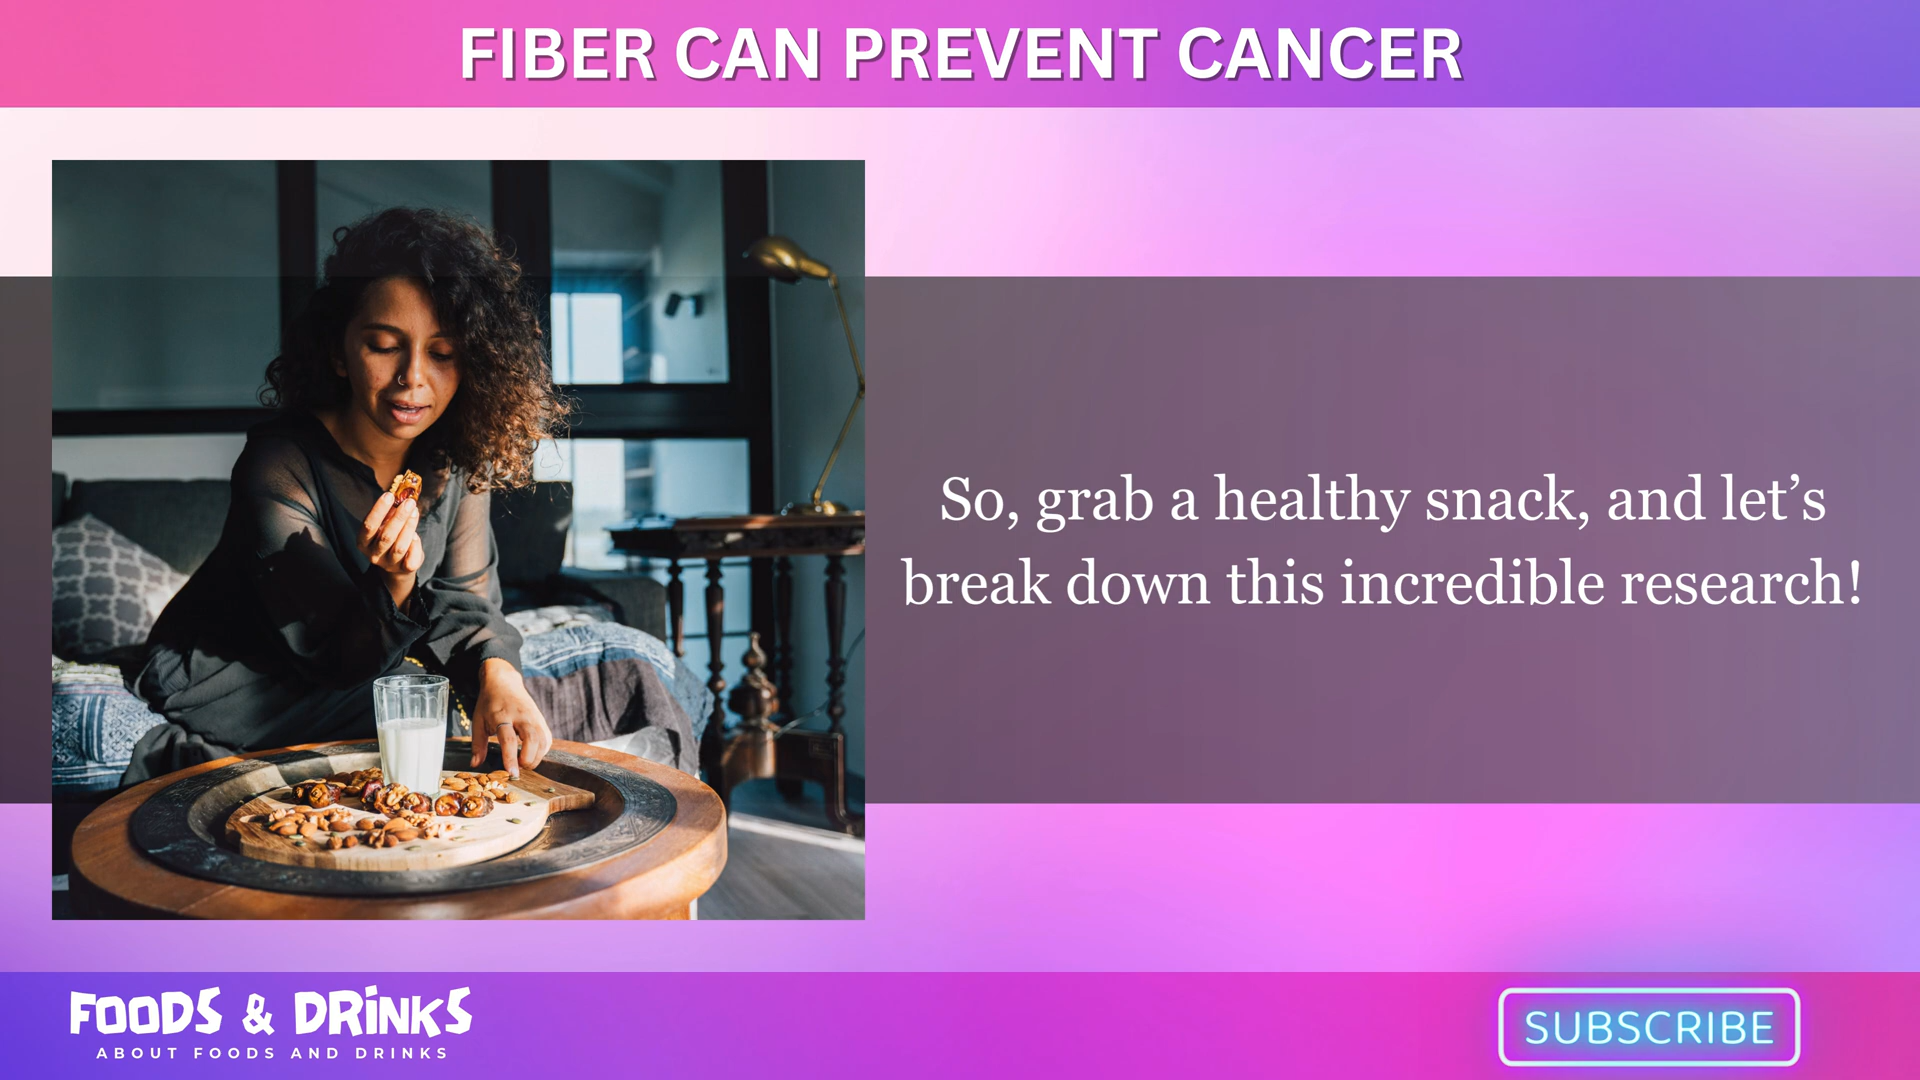 FIBER CAN PREVENT CANCER
So, grab a healthy snack, and let’s
break down this incredible research!
FOODS & DRiNKS
ABOUT FOODS AND DRINKS
SUBSCRIBE